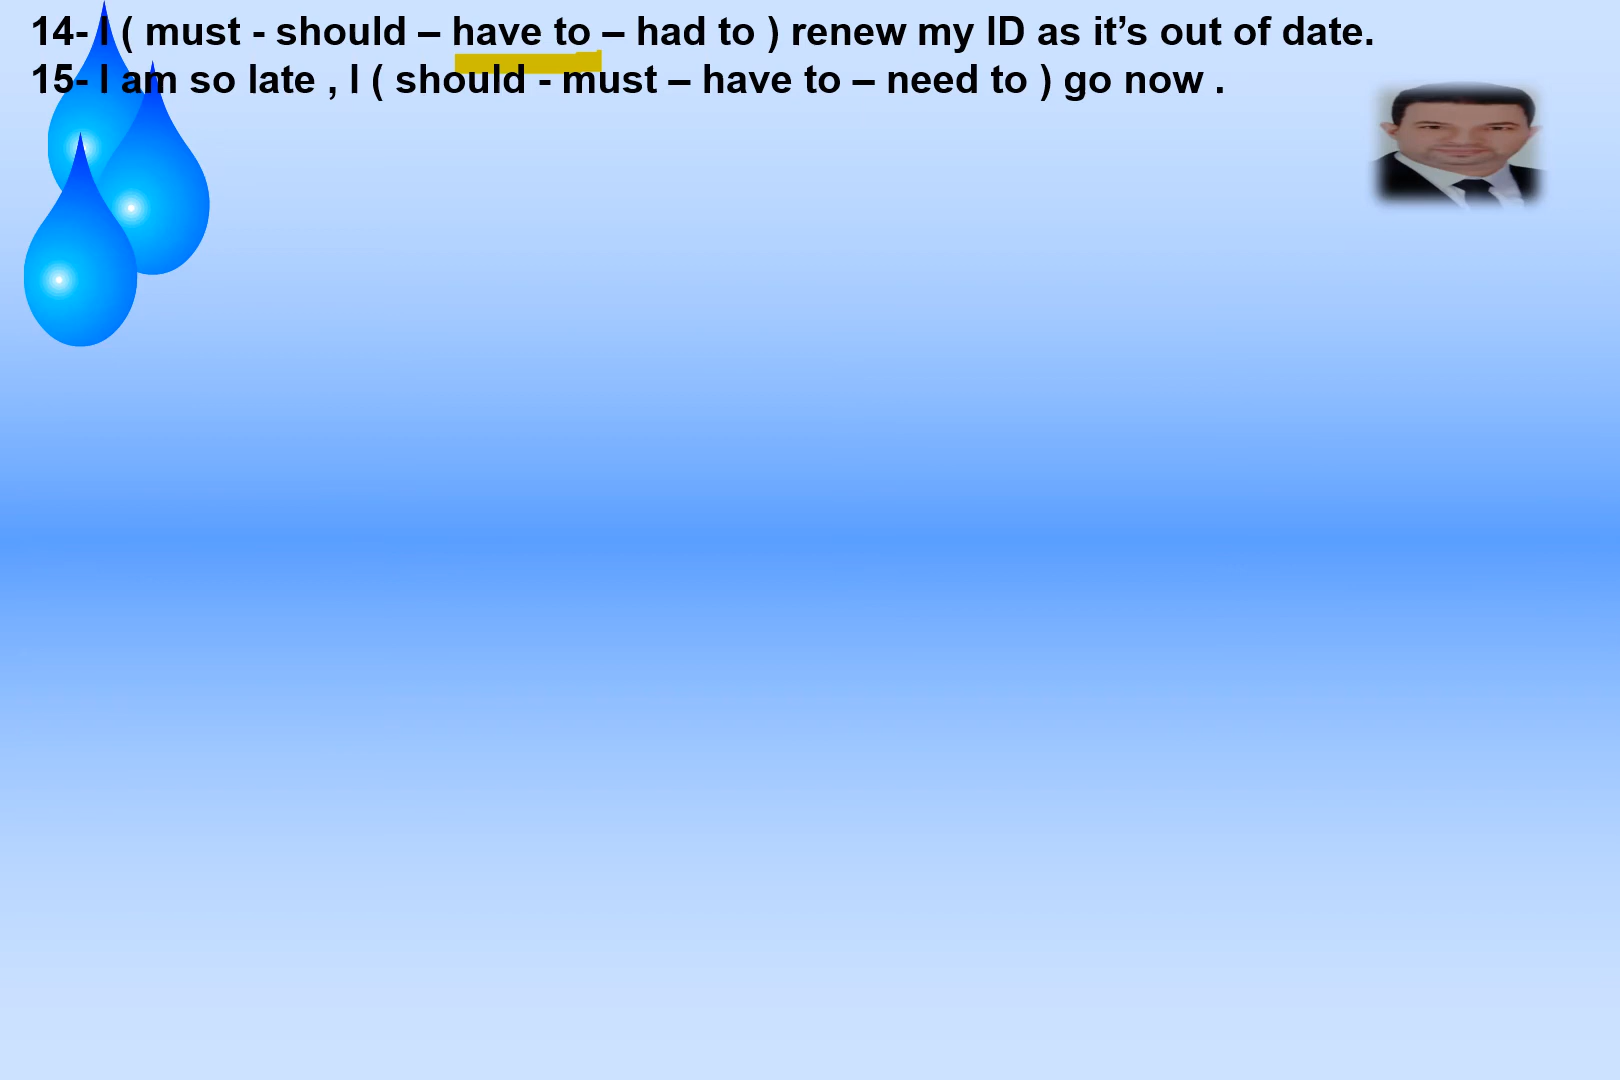 14- I ( must - should – have to – had to ) renew my ID as it’s out of date.
15- I am so late , I ( should - must – have to – need to ) go now .